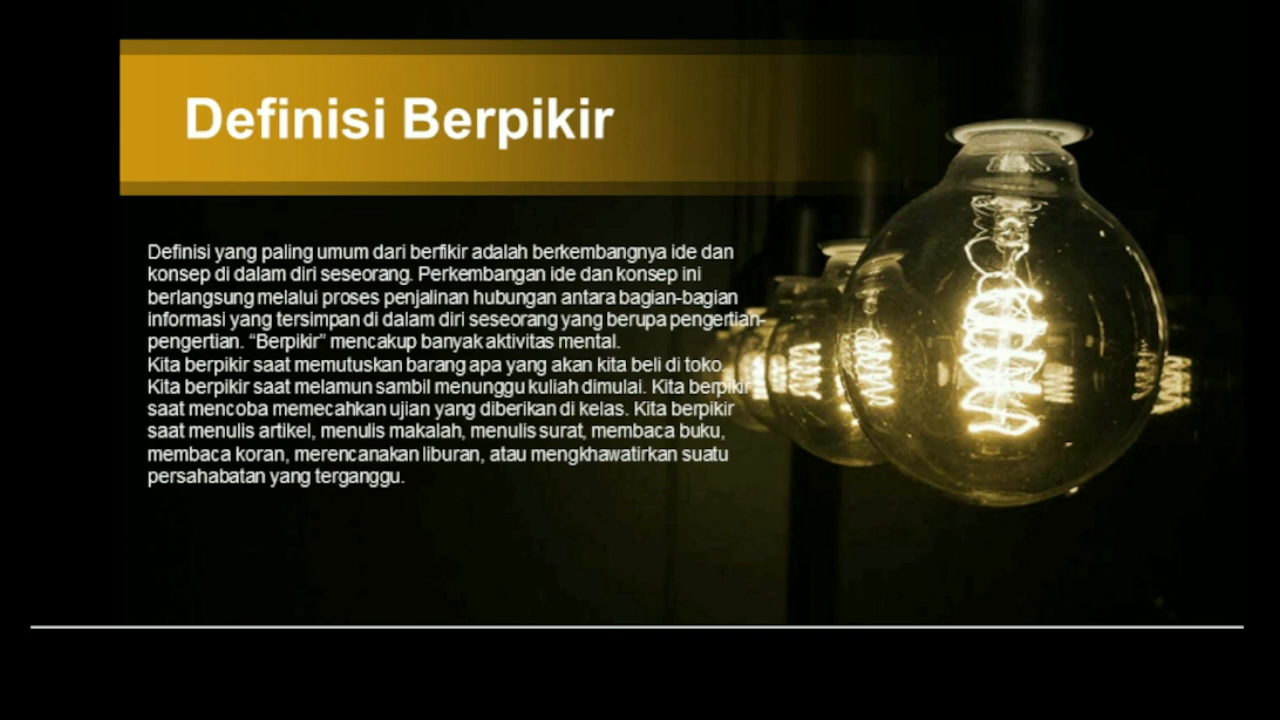 Definisi Berpikir
Definisi yang paling umum dari berfikir adalah berkembangnya ide dan
konsep di dalam diri seseorang. Perkembangan ide dan konsep ini
berlangsung melalui proses penjalinan hubungan antara bagian-bagian
informasi yang tersimpan di dalam diri seseorang yang berupa pengertian-
pengertian. “Berpikir” mencakup banyak aktivitas mental.
Kita berpikir saat memutuskan barang apa yang akan kita beli di toko.
Kita berpikir saat melamun sambil menunggu kuliah dimulai. Kita berpikir
saat mencoba memecahkan ujian yang diberikan di kelas. Kita berpikir
saat menulis artikel, menulis makalah, menulis surat, membaca buku,
membaca koran, merencanakan liburan, atau mengkhawatirkan suatu
persahabatan yang terganggu.